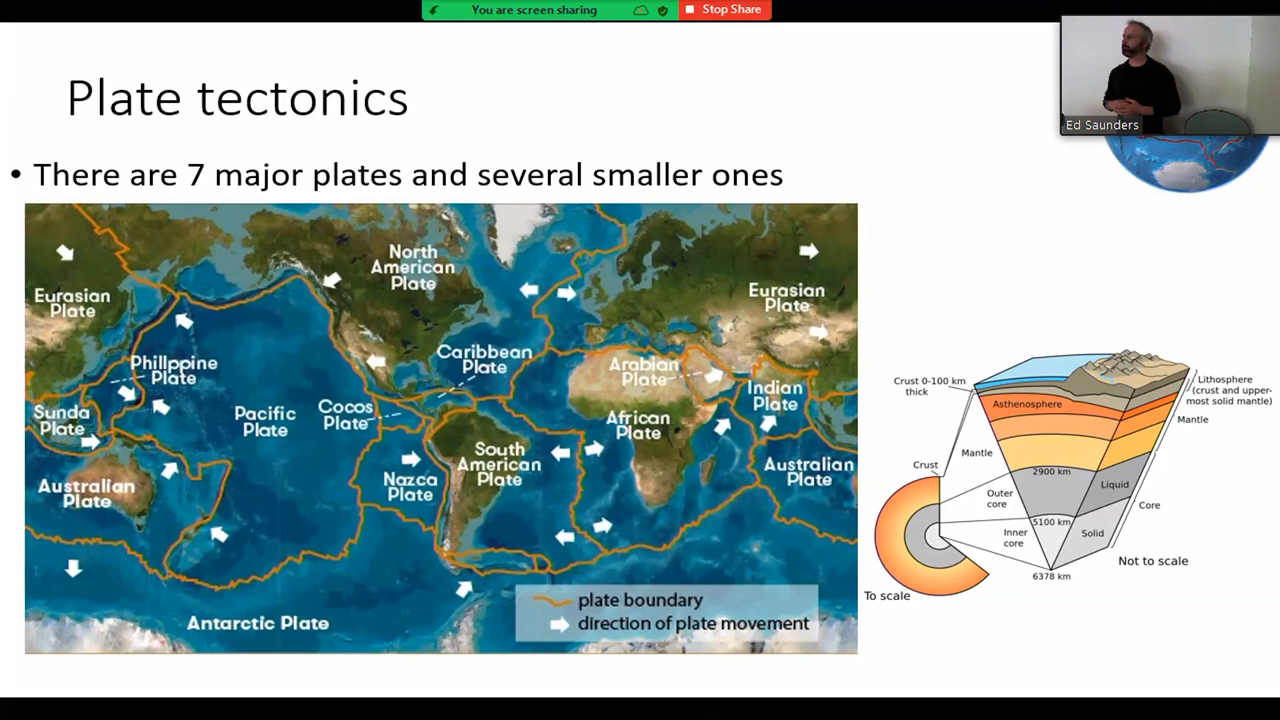 You are screen sharing
Stop Share
Ed Saunders
Plate tectonics
• There are 7 major plates and several smaller ones
North
American
Plate
Eurasian
Plate
Eurasian
Plate
Philppine
Plate
Caribbean
Plate
Arabian
Plate
Indian
Plate
Sunda
Plate
Pacific
Plate
Cocos
Plate
African
Plate
South
American
Plate
Australian
Plate
Nazca
Plate
Australian
Plate
Antarctic Plate
plate boundary
direction of plate movement
Crust 0-100 km
thick
Asthenosphere
Lithosphere
(crust and upper-
most solid mantle)
Mantle
Mantle
Crust
2900 km
Liquid
Outer
core
Core
5100 km
Inner
core
Solid
Not to scale
6378 km
To scale